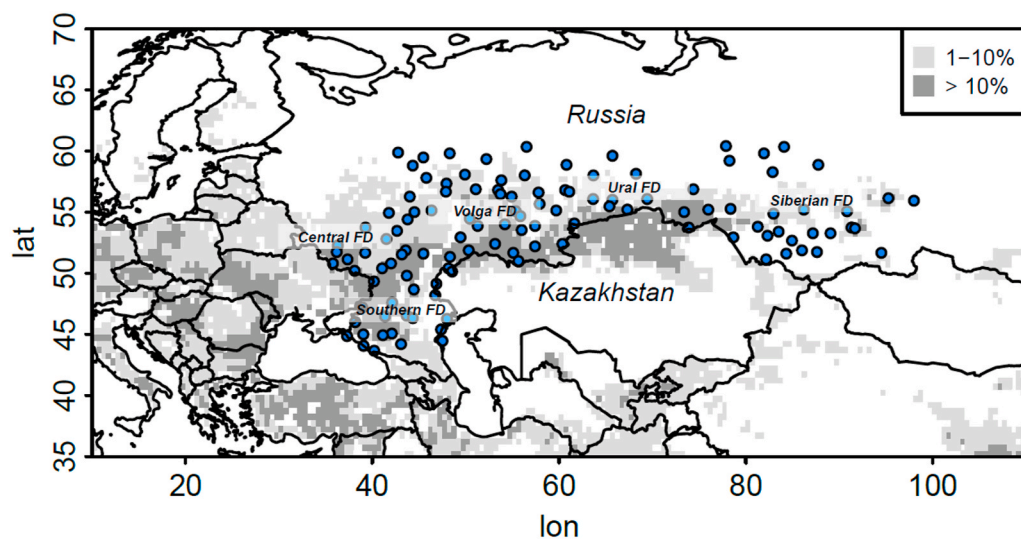 1−10%
> 10%
Russia
Ural FD
Siberian FD
Volga FD
Central FD
Kazakhstan
Southern FD
lat
70
65
60
55
50
45
40
35
20
40
60
80
100
lon